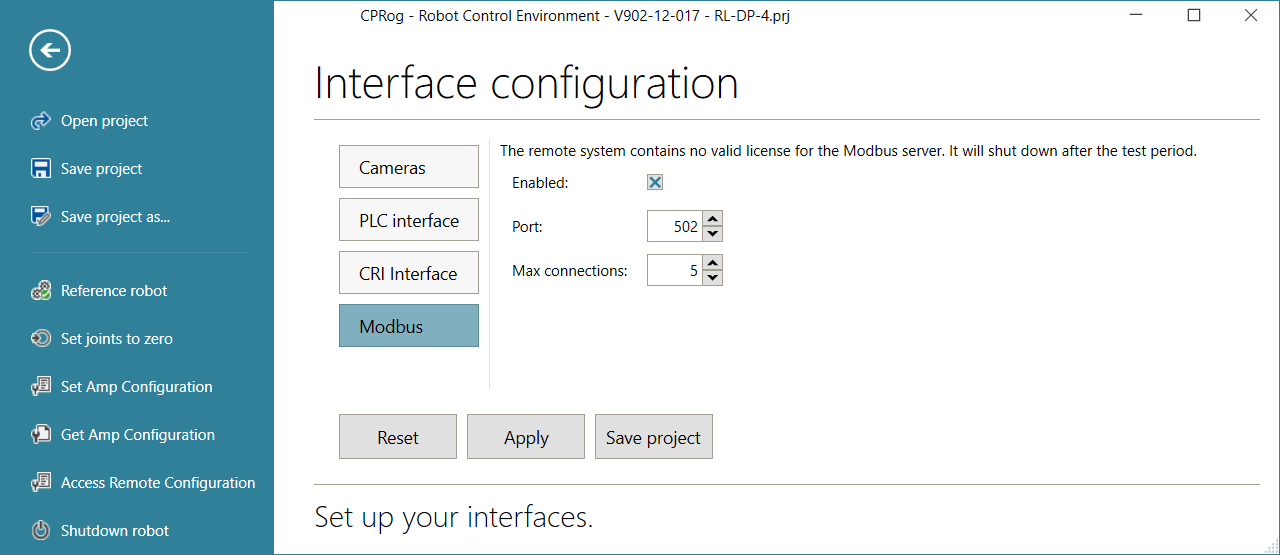 CPRog - Robot Control Environment - V902-12-017 - RL-DP-4.prj
Open project
Save project
Save project as...
Reference robot
Set joints to zero
Set Amp Configuration
Get Amp Configuration
Access Remote Configuration
Shutdown robot
Interface configuration
Cameras
PLC interface
CRI Interface
Modbus
The remote system contains no valid license for the Modbus server. It will shut down after the test period.
Enabled:
Port: 502
Max connections: 5
Reset Apply Save project
Set up your interfaces.